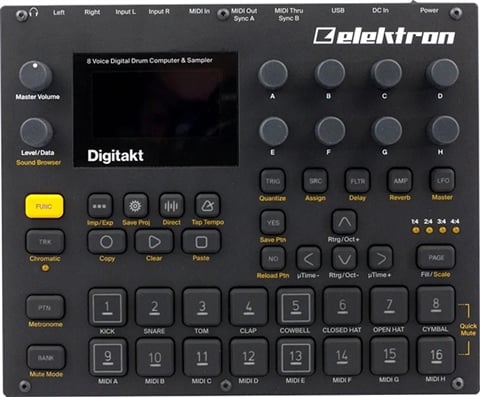 Left Right Input L Input R MIDI In MIDI Out MIDI Thru USB DC In Power
Sync A Sync B
8 Voice Digital Drum Computer & Sampler
elektron
Master Volume
A B C D
Level/Data
Sound Browser
Digitakt
E F G H
FUNC
TRIG SRC FLTR AMP LFO
Quantize Assign Delay Reverb Master
Imp/Exp Save Proj Direct Tap Tempo
YES
1:4 2:4 3:4 4:4
TRK
Save Ptn Rtrg/Oct+
Chromatic
Copy Clear Paste
NO
PAGE
Reload Ptn µTime- Rtrg/Oct- µTime+ Fill/Scale
PTN
1 2 3 4 5 6 7 8
Metronome
KICK SNARE TOM CLAP COWBELL CLOSED HAT OPEN HAT CYMBAL
Quick
Mute
BANK
9 10 11 12 13 14 15 16
Mute Mode
MIDI A MIDI B MIDI C MIDI D MIDI E MIDI F MIDI G MIDI H